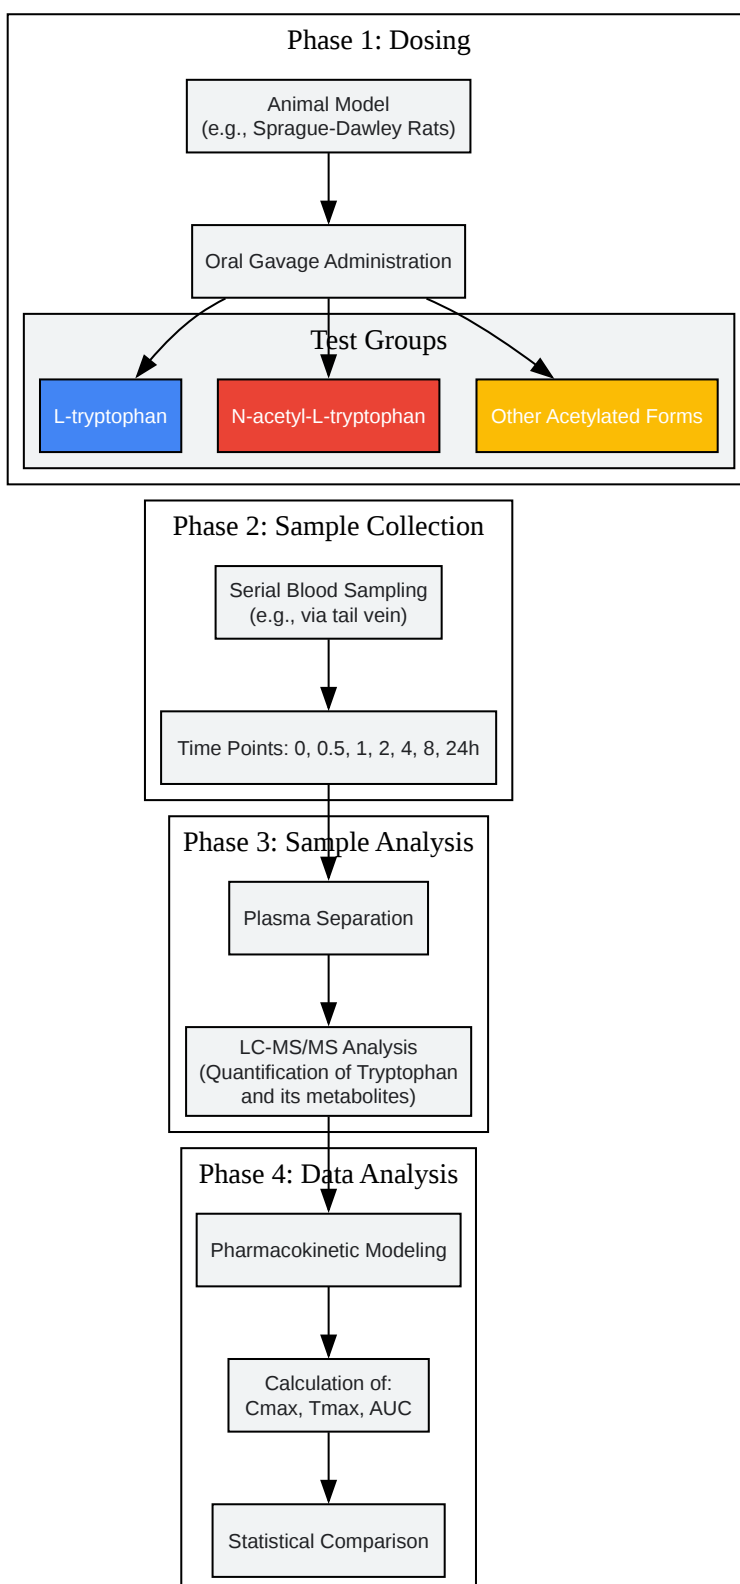 Phase 1: Dosing
Animal Model
(e.g., Sprague-Dawley Rats)
Oral Gavage Administration
Test Groups
L-tryptophan
N-acetyl-L-tryptophan
Other Acetylated Forms
Phase 2: Sample Collection
Serial Blood Sampling
(e.g., via tail vein)
Time Points: 0, 0.5, 1, 2, 4, 8, 24h
Phase 3: Sample Analysis
Plasma Separation
LC-MS/MS Analysis
(Quantification of Tryptophan
and its metabolites)
Phase 4: Data Analysis
Pharmacokinetic Modeling
Calculation of:
Cmax, Tmax, AUC
Statistical Comparison